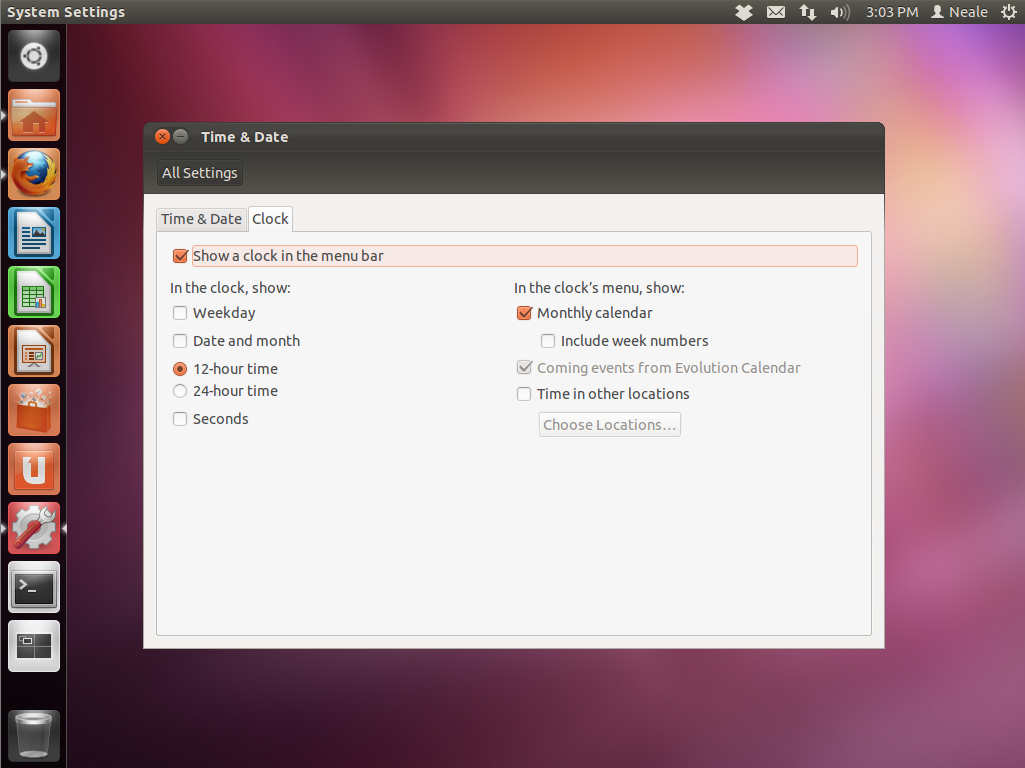 System Settings 3:03 PM Neale
Time & Date
All Settings
Time & Date Clock
Show a clock in the menu bar
In the clock, show:
Weekday
Date and month
12-hour time
24-hour time
Seconds
In the clock’s menu, show:
Monthly calendar
Include week numbers
Coming events from Evolution Calendar
Time in other locations
Choose Locations…
U
>_